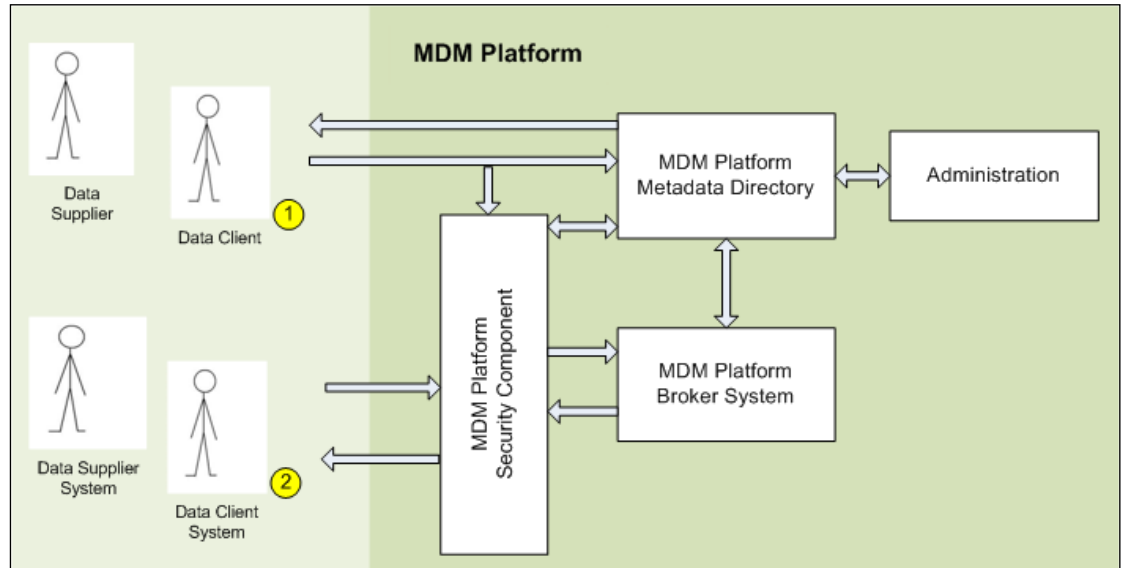 MDM Platform
Data
Supplier
Data Client
1
MDM Platform
Metadata Directory
Administration
MDM Platform
Security Component
MDM Platform
Broker System
Data Supplier
System
Data Client
System
2